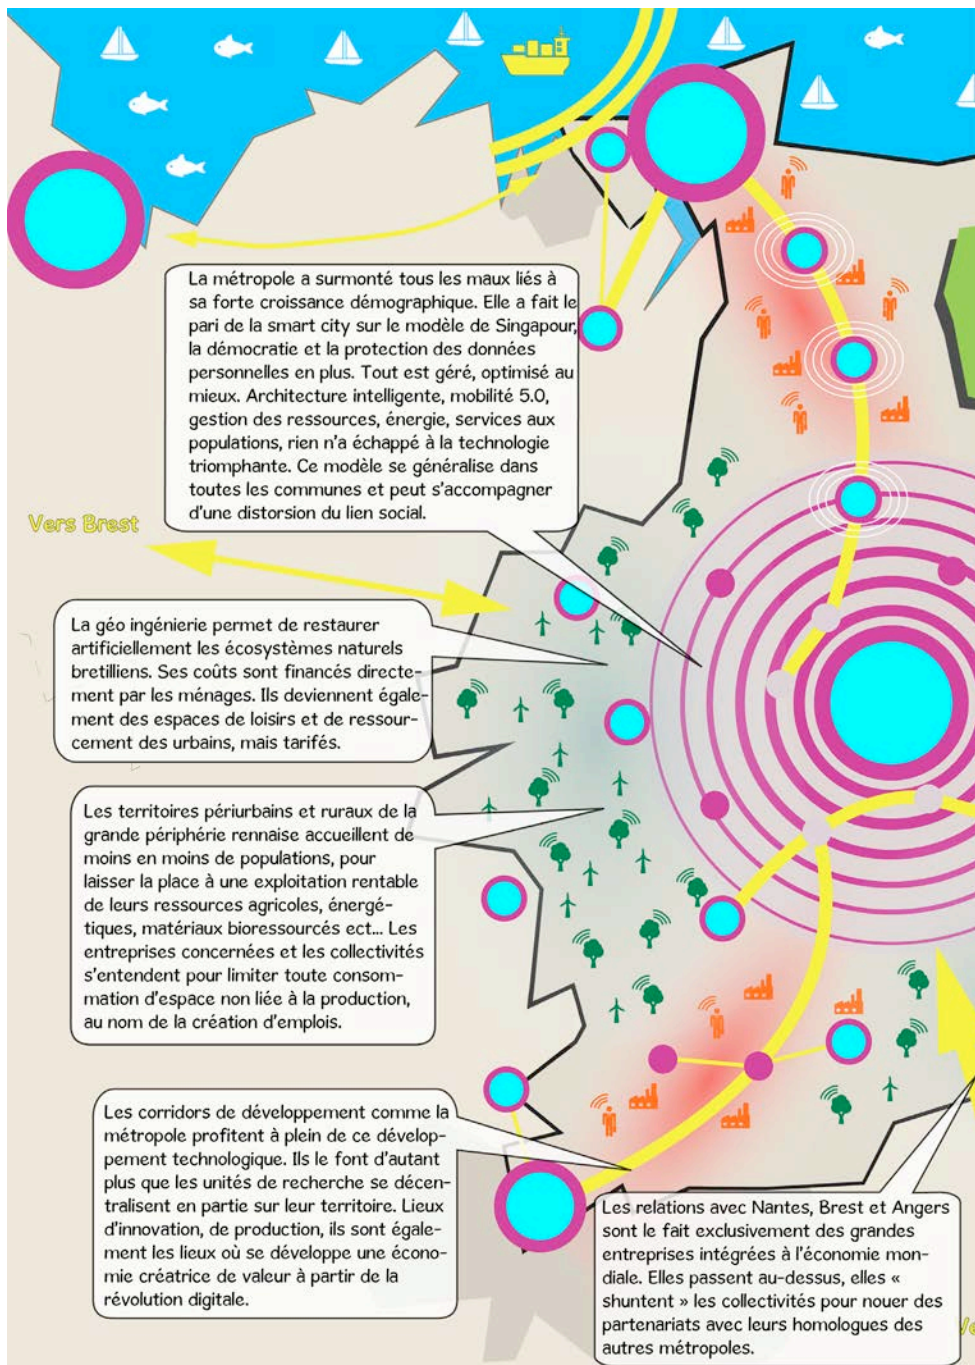 La métropole a surmonté tous les maux liés à
sa forte croissance démographique. Elle a fait le
pari de la smart city sur le modèle de Singapour,
la démocratie et la protection des données
personnelles en plus. Tout est géré, optimisé au
mieux. Architecture intelligente, mobilité 5.0,
gestion des ressources, énergie, services aux
populations, rien n'a échappé à la technologie
triomphante. Ce modèle se généralise dans
toutes les communes et peut s'accompagner
d'une distorsion du lien social.
Vers Brest
La géo ingénierie permet de restaurer
artificiellement les écosystèmes naturels
bretilliens. Ses coûts sont financés directe-
ment par les ménages. Ils deviennent égale-
ment des espaces de loisirs et de ressour-
cement des urbains, mais tarifés.
Les territoires périurbains et ruraux de la
grande périphérie rennaise accueillent de
moins en moins de populations, pour
laisser la place à une exploitation rentable
de leurs ressources agricoles, énergé-
tiques, matériaux bioressourcés ect... Les
entreprises concernées et les collectivités
s'entendent pour limiter toute consom-
mation d'espace non liée à la production,
au nom de la création d'emplois.
Les corridors de développement comme la
métropole profitent à plein de ce dévelop-
pement technologique. Ils le font d'autant
plus que les unités de recherche se décen-
tralisent en partie sur leur territoire. Lieux
d'innovation, de production, ils sont égale-
ment les lieux où se développe une écono-
mie créatrice de valeur à partir de la
révolution digitale.
Les relations avec Nantes, Brest et Angers
sont le fait exclusivement des grandes
entreprises intégrées à l'économie mon-
diale. Elles passent au-dessus, elles «
shuntent » les collectivités pour nouer des
partenariats avec leurs homologues des
autres métropoles.